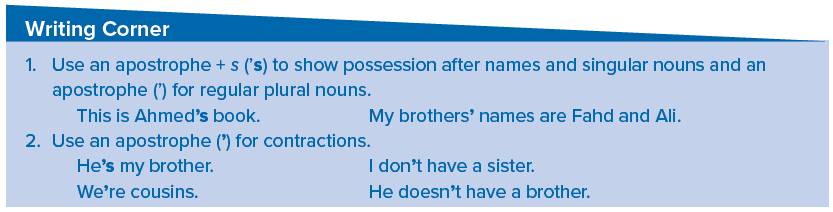 Writing Corner
1. Use an apostrophe + s (’s) to show possession after names and singular nouns and an
apostrophe (’) for regular plural nouns.
This is Ahmed’s book. My brothers’ names are Fahd and Ali.
2. Use an apostrophe (’) for contractions.
He’s my brother. I don’t have a sister.
We’re cousins. He doesn’t have a brother.